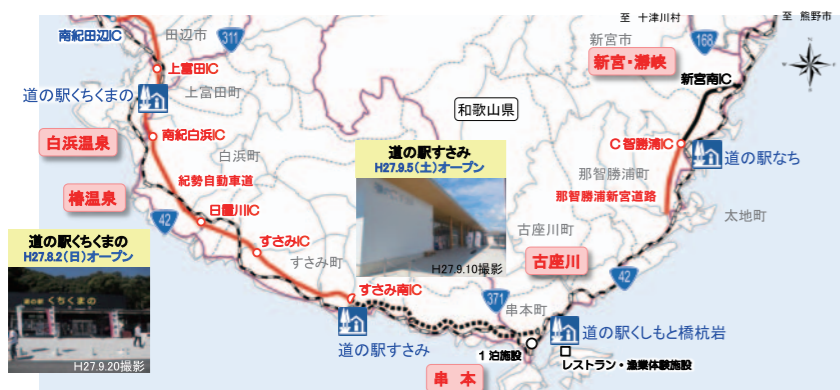 至 十津川村
至 熊野市
南紀田辺IC
田辺市
311
新宮市
168
上富田IC
新宮・瀞峡
新宮南IC
道の駅くちくまの
上富田町
和歌山県
白浜温泉
南紀白浜IC
C智勝浦IC
道の駅なち
白浜町
道の駅すさみ
H27.9.5(土)オープン
那智勝浦町
椿温泉
紀勢自動車道
那智勝浦新宮道路
42
日置川IC
太地町
古座川町
道の駅くちくまの
H27.8.2(日)オープン
すさみIC
すさみ町
H27.9.10撮影
古座川
42
道の駅 くちくまの
すさみ南IC
371
串本町
道の駅すさみ
道の駅くしもと橋杭岩
1泊施設
レストラン・漁業体験施設
H27.9.20撮影
串本